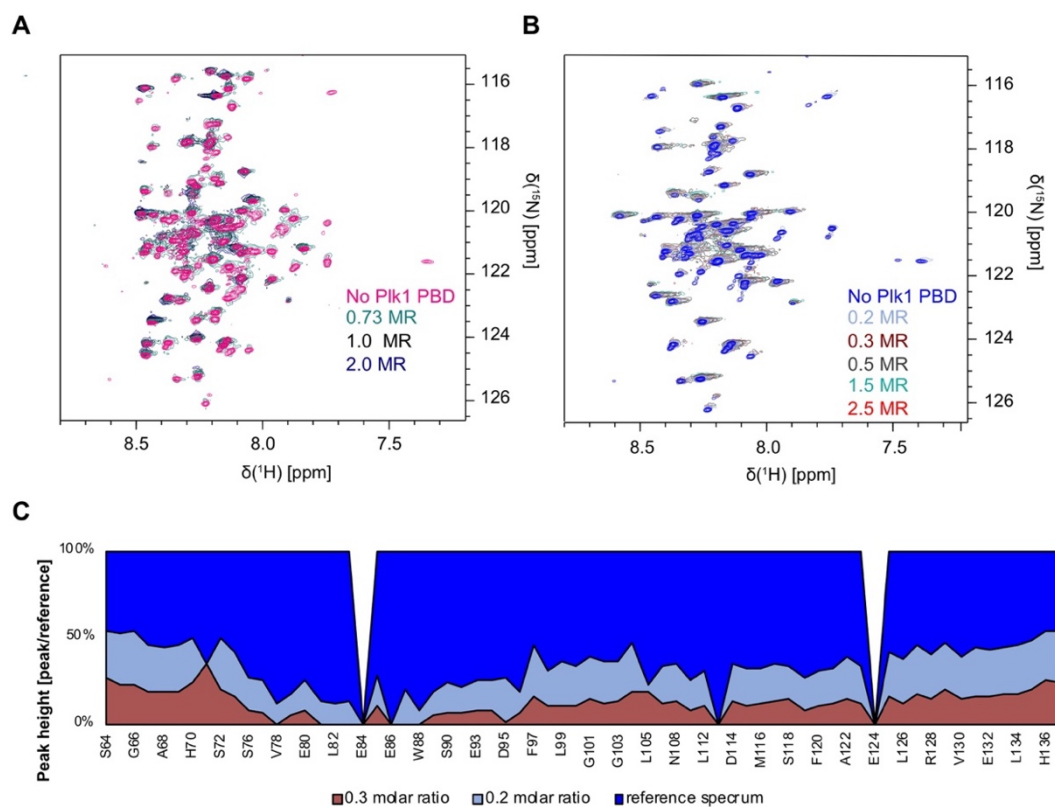 A
B
116
118
120
122
124
126
δ(¹⁵N) [ppm]
No Plk1 PBD
0.73 MR
1.0 MR
2.0 MR
8.5
8.0
7.5
δ(¹H) [ppm]
116
118
120
122
124
126
δ(¹⁵N) [ppm]
No Plk1 PBD
0.2 MR
0.3 MR
0.5 MR
1.5 MR
2.5 MR
8.5
8.0
7.5
δ(¹H) [ppm]
C
Peak height [peak/reference]
100%
50%
0%
S64 G66 A68 H70 S72 S76 V78 E80 L82 E84 E86 W88 S90 E93 D95 F97 L99 G101 G103 L105 N108 L112 D114 M116 S118 F120 A122 E124 L126 R128 V130 E132 L134 H136
0.3 molar ratio 0.2 molar ratio reference specrum